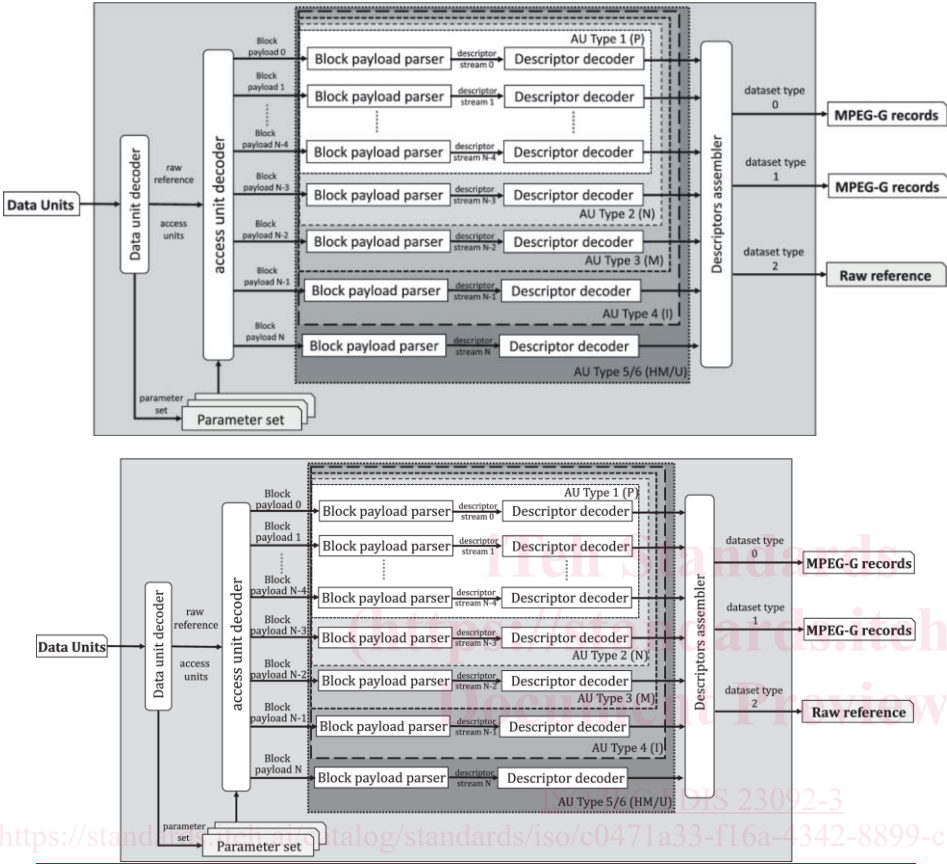 AU Type 1 (P)
Block
payload 0
Block payload parser
descriptor
stream 0
Descriptor decoder
Block
payload 1
Block payload parser
descriptor
stream 1
Descriptor decoder
dataset type
0
MPEG-G records
Block
payload N-4
Block payload parser
descriptor
stream N-4
Descriptor decoder
Data Units
Data unit decoder
raw
reference
access
units
access unit decoder
Block
payload N-3
Block payload parser
descriptor
stream N-3
Descriptor decoder
AU Type 2 (N)
Descriptors assembler
dataset type
1
MPEG-G records
Block
payload N-2
Block payload parser
descriptor
stream N-2
Descriptor decoder
AU Type 3 (M)
dataset type
2
Raw reference
Block
payload N-1
Block payload parser
descriptor
stream N-1
Descriptor decoder
AU Type 4 (I)
Block
payload N
Block payload parser
descriptor
stream N
Descriptor decoder
AU Type 5/6 (HM/U)
parameter
set
Parameter set
AU Type 1 (P)
Block
payload 0
Block payload parser
descriptor
stream 0
Descriptor decoder
Block
payload 1
Block payload parser
descriptor
stream 1
Descriptor decoder
dataset type
0
MPEG-G records
Block
payload N-4
Block payload parser
descriptor
stream N-4
Descriptor decoder
Data Units
Data unit decoder
raw
reference
access
units
access unit decoder
Block
payload N-3
Block payload parser
descriptor
stream N-3
Descriptor decoder
AU Type 2 (N)
Descriptors assembler
dataset type
1
MPEG-G records
Block
payload N-2
Block payload parser
descriptor
stream N-2
Descriptor decoder
AU Type 3 (M)
dataset type
2
Raw reference
Block
payload N-1
Block payload parser
descriptor
stream N-1
Descriptor decoder
AU Type 4 (I)
Block
payload N
Block payload parser
descriptor
stream N
Descriptor decoder
AU Type 5/6 (HM/U)
parameter
set
Parameter set
iTeh Standards
(https://standards.iteh
Document Preview
DIS 23092-3